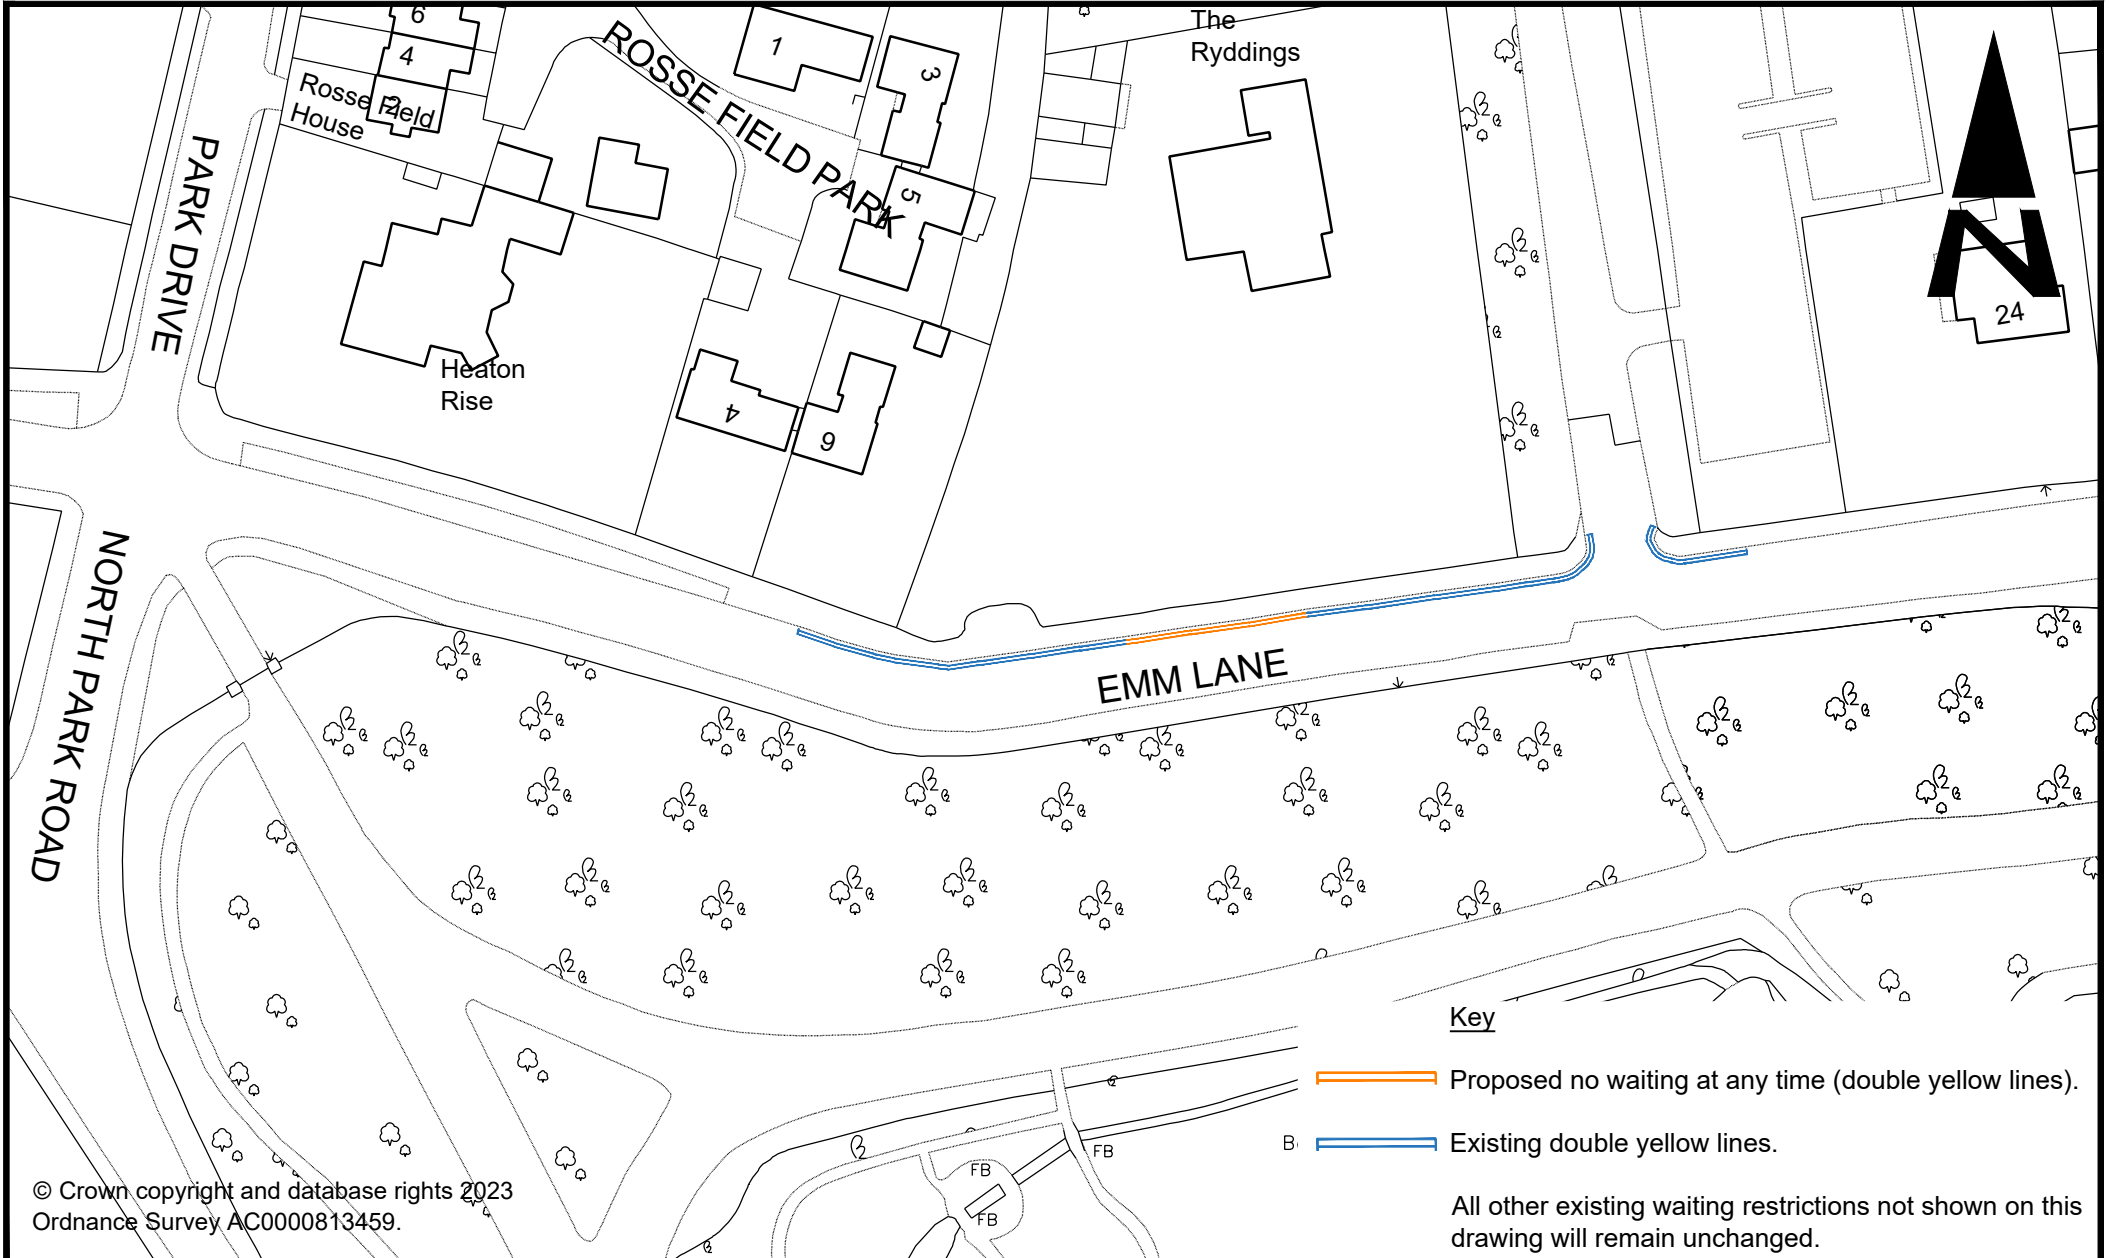 The
Ryddings
6
4
2
Rosse Field
House
1
3
5
ROSSE FIELD PARK
PARK DRIVE
N
24
Heaton
Rise
4
9
NORTH PARK ROAD
EMM LANE
Key
Proposed no waiting at any time (double yellow lines).
Existing double yellow lines.
All other existing waiting restrictions not shown on this
drawing will remain unchanged.
FB
FB
FB
© Crown copyright and database rights 2023
Ordnance Survey AC0000813459.